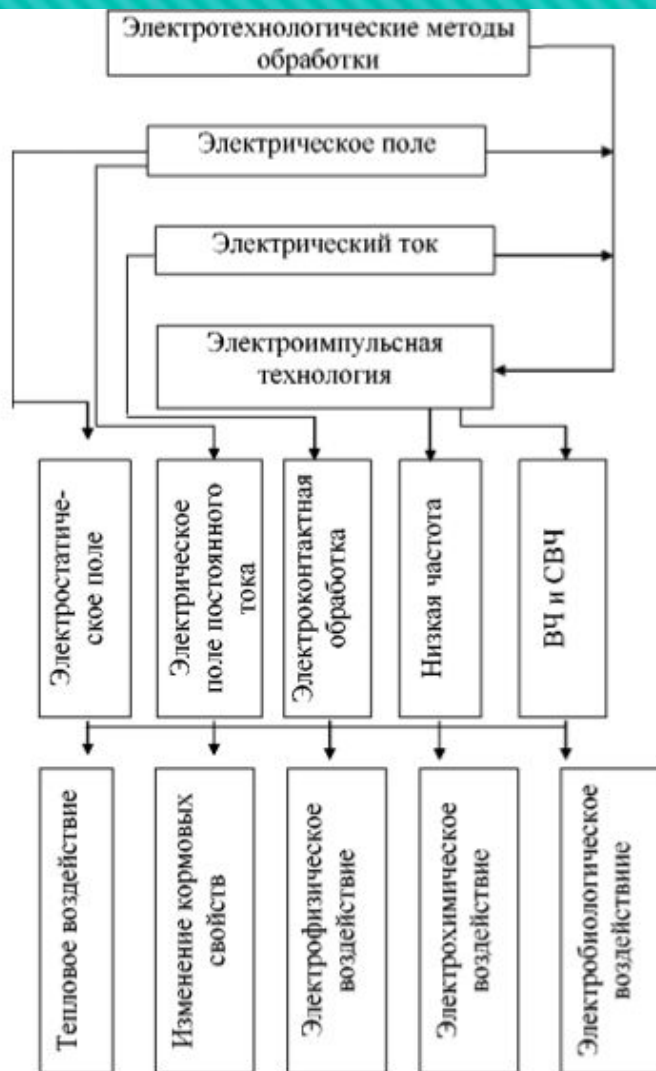 Электротехнологические методы
обработки
Электрическое поле
Электрический ток
Электроимпульсная
технология
Электростатиче-
ское поле
Электрическое
поле постоянного
тока
Электроконтактная
обработка
Низкая частота
ВЧ и СВЧ
Тепловое воздействие
Изменение кормовых
свойств
Электрофизическое
воздействие
Электрохимическое
воздействие
Электробиологическое
воздействиие